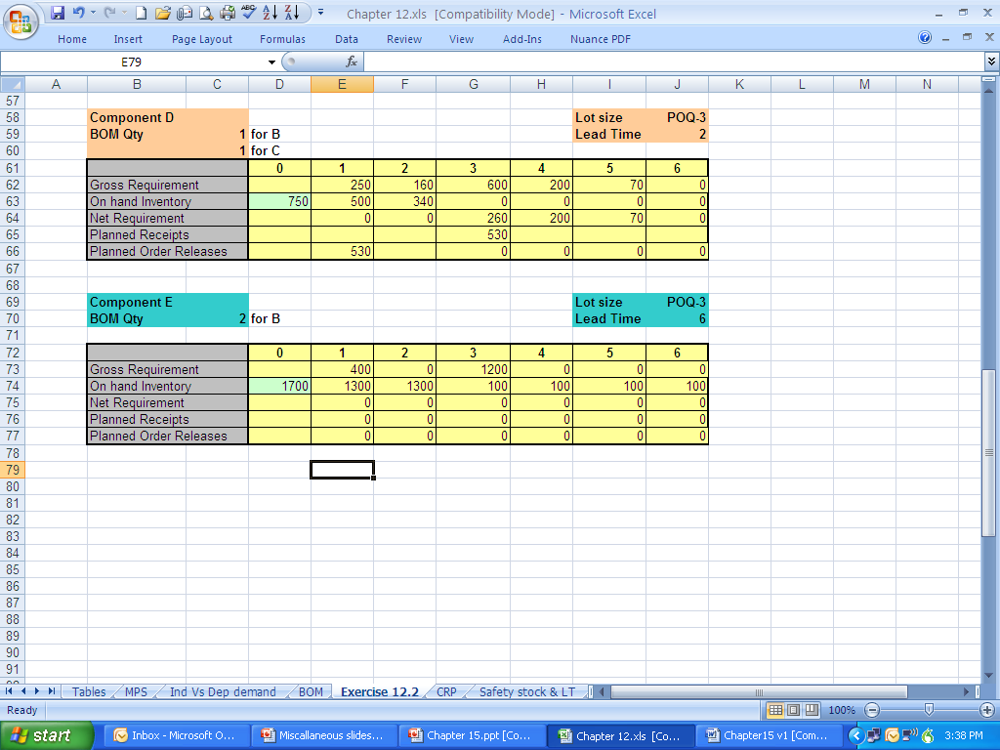 Chapter 12.xls [Compatibility Mode] - Microsoft Excel
Home Insert Page Layout Formulas Data Review View Add-Ins Nuance PDF
E79 fx
A B C D E F G H I J K L M N
57
58 Component D Lot size POQ-3
59 BOM Qty 1 for B Lead Time 2
60 1 for C
61 0 1 2 3 4 5 6
62 Gross Requirement 250 160 600 200 70 0
63 On hand Inventory 750 500 340 0 0 0 0
64 Net Requirement 0 0 260 200 70 0
65 Planned Receipts 530
66 Planned Order Releases 530 0 0 0 0
67
68
69 Component E Lot size POQ-3
70 BOM Qty 2 for B Lead Time 6
71
72 0 1 2 3 4 5 6
73 Gross Requirement 400 0 1200 0 0 0
74 On hand Inventory 1700 1300 1300 100 100 100 100
75 Net Requirement 0 0 0 0 0 0
76 Planned Receipts 0 0 0 0 0 0
77 Planned Order Releases 0 0 0 0 0 0
78
79
80
81
82
83
84
85
86
87
88
89
90
91
Tables MPS Ind Vs Dep demand BOM Exercise 12.2 CRP Safety stock & LT
Ready 100%
start Inbox - Microsoft O... Miscallaneous slides... Chapter 15.ppt [Co... Chapter 12.xls [Co... Chapter15 v1 [Com... 3:38 PM